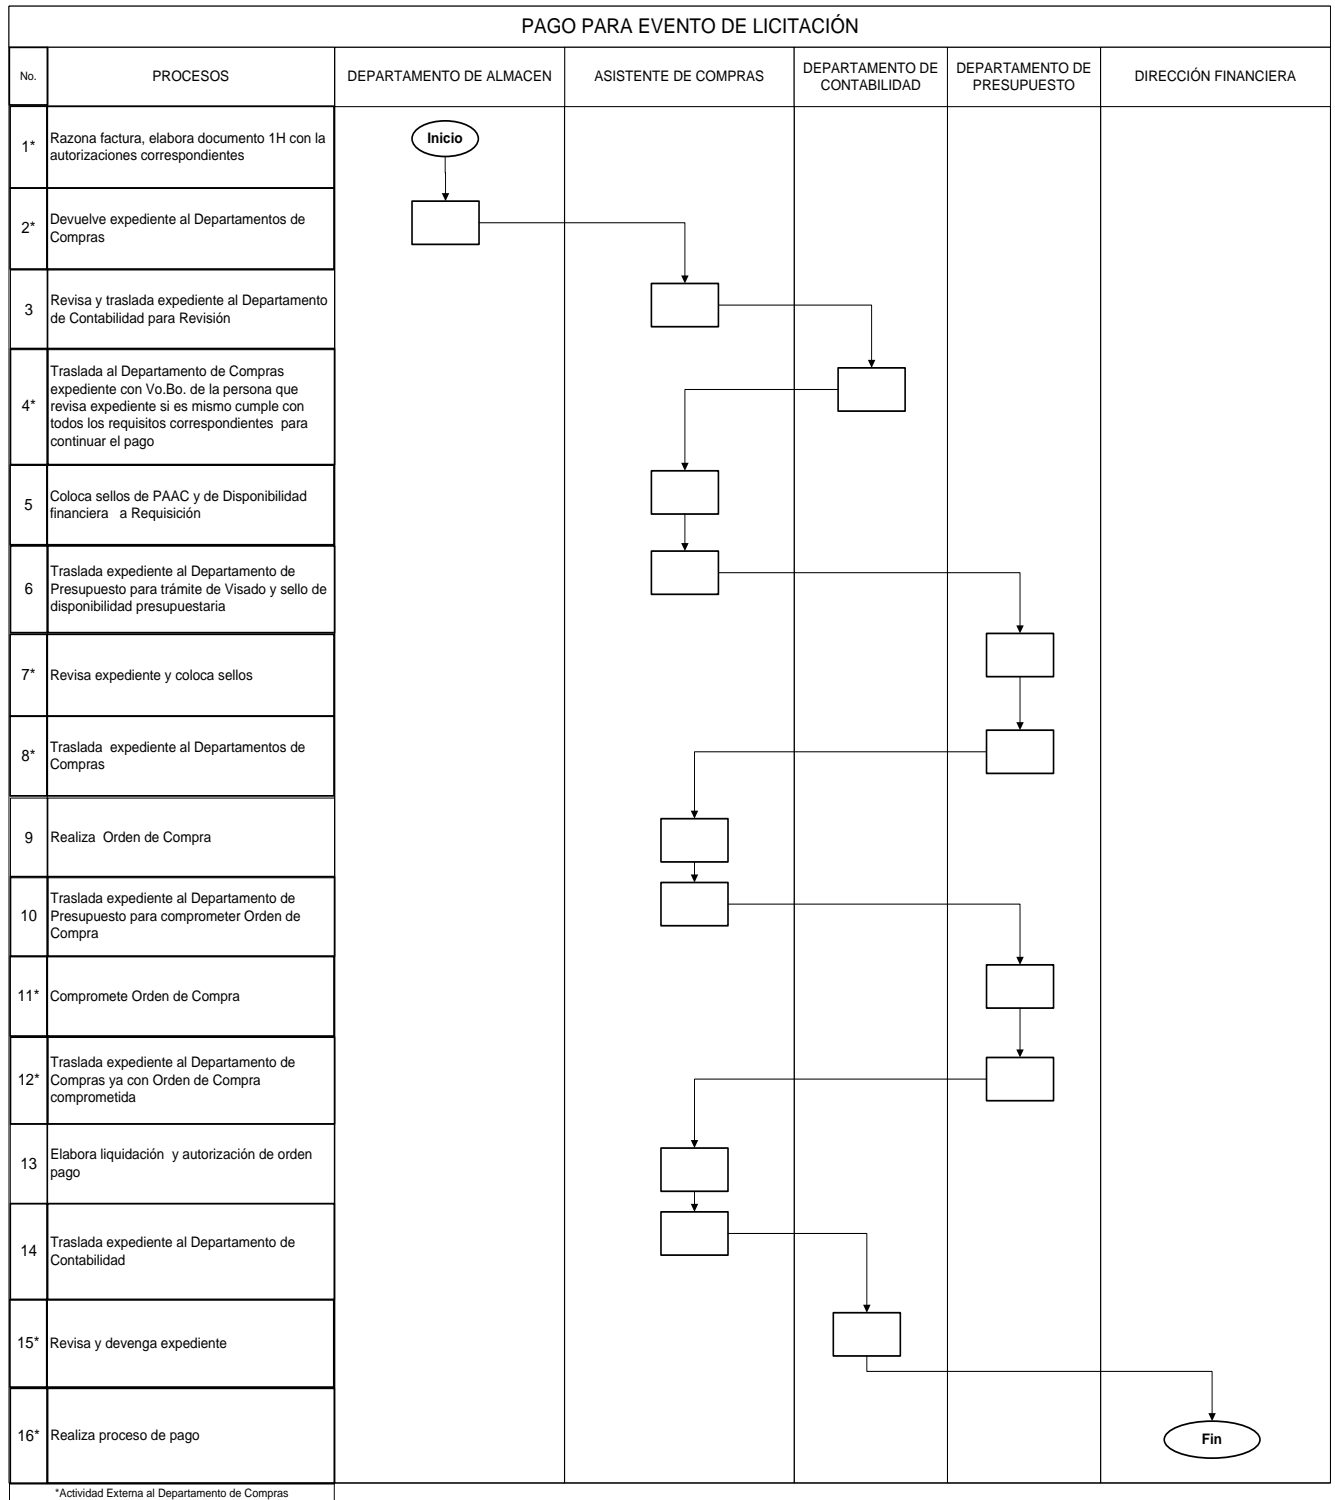 PAGO PARA EVENTO DE LICITACIÓN
No.
PROCESOS
DEPARTAMENTO DE ALMACEN
ASISTENTE DE COMPRAS
DEPARTAMENTO DE
CONTABILIDAD
DEPARTAMENTO DE
PRESUPUESTO
DIRECCIÓN FINANCIERA
1*
Razona factura, elabora documento 1H con la
autorizaciones correspondientes
Inicio
2*
Devuelve expediente al Departamentos de
Compras
3
Revisa y traslada expediente al Departamento
de Contabilidad para Revisión
4*
Traslada al Departamento de Compras
expediente con Vo.Bo. de la persona que
revisa expediente si es mismo cumple con
todos los requisitos correspondientes para
continuar el pago
5
Coloca sellos de PAAC y de Disponibilidad
financiera a Requisición
6
Traslada expediente al Departamento de
Presupuesto para trámite de Visado y sello de
disponibilidad presupuestaria
7*
Revisa expediente y coloca sellos
8*
Traslada expediente al Departamentos de
Compras
9
Realiza Orden de Compra
10
Traslada expediente al Departamento de
Presupuesto para comprometer Orden de
Compra
11*
Compromete Orden de Compra
12*
Traslada expediente al Departamento de
Compras ya con Orden de Compra
comprometida
13
Elabora liquidación y autorización de orden
pago
14
Traslada expediente al Departamento de
Contabilidad
15*
Revisa y devenga expediente
16*
Realiza proceso de pago
Fin
*Actividad Externa al Departamento de Compras